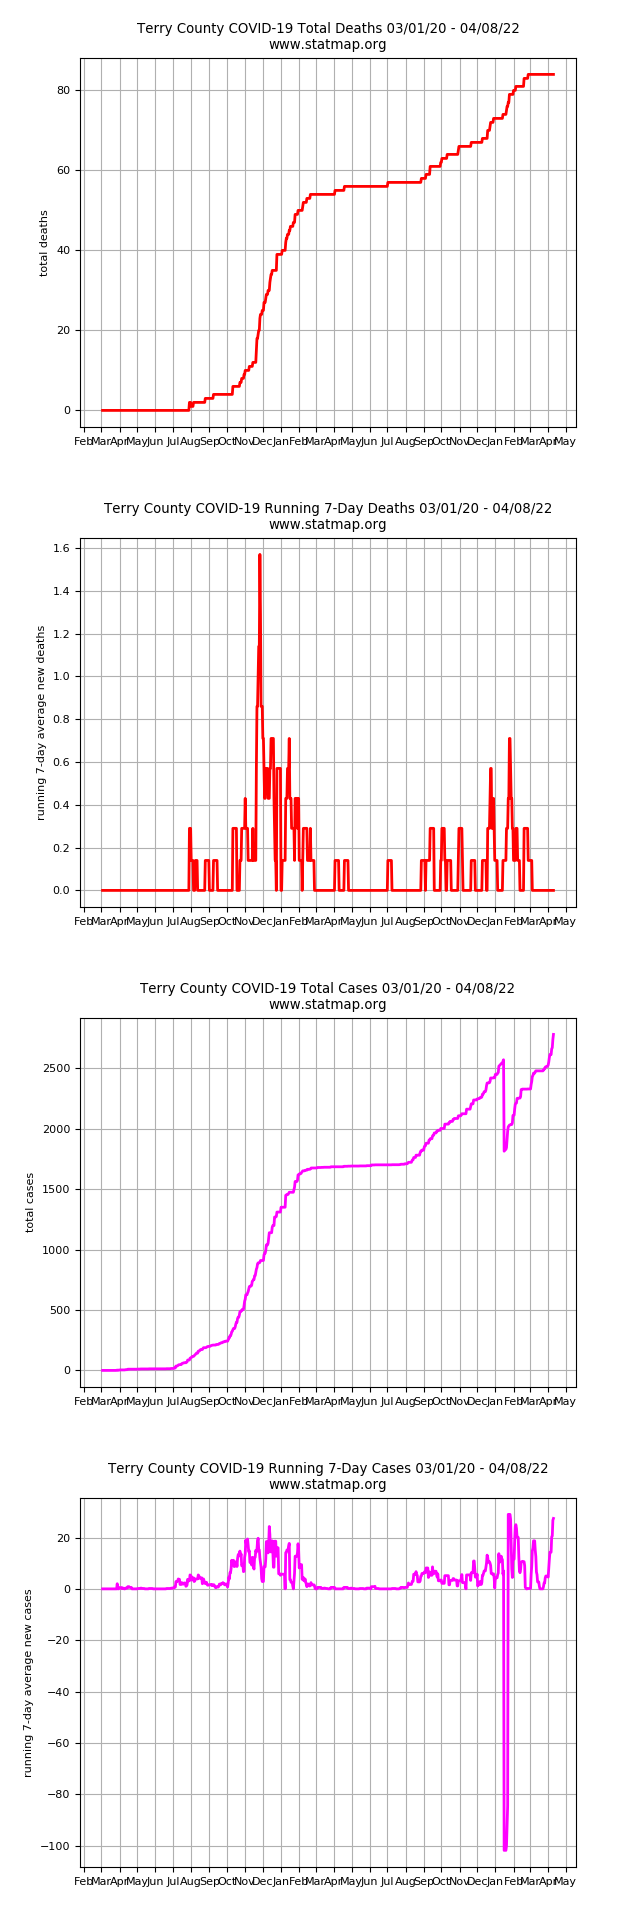 Terry County COVID-19 Total Deaths 03/01/20 - 04/08/22
www.statmap.org
80
60
40
20
0
total deaths
Feb Mar Apr May Jun Jul Aug Sep Oct Nov Dec Jan Feb Mar Apr May Jun Jul Aug Sep Oct Nov Dec Jan Feb Mar Apr May
Terry County COVID-19 Running 7-Day Deaths 03/01/20 - 04/08/22
www.statmap.org
1.6
1.4
1.2
1.0
0.8
0.6
0.4
0.2
0.0
running 7-day average new deaths
Feb Mar Apr May Jun Jul Aug Sep Oct Nov Dec Jan Feb Mar Apr May Jun Jul Aug Sep Oct Nov Dec Jan Feb Mar Apr May
Terry County COVID-19 Total Cases 03/01/20 - 04/08/22
www.statmap.org
2500
2000
1500
1000
500
0
total cases
Feb Mar Apr May Jun Jul Aug Sep Oct Nov Dec Jan Feb Mar Apr May Jun Jul Aug Sep Oct Nov Dec Jan Feb Mar Apr May
Terry County COVID-19 Running 7-Day Cases 03/01/20 - 04/08/22
www.statmap.org
20
0
−20
−40
−60
−80
−100
running 7-day average new cases
Feb Mar Apr May Jun Jul Aug Sep Oct Nov Dec Jan Feb Mar Apr May Jun Jul Aug Sep Oct Nov Dec Jan Feb Mar Apr May